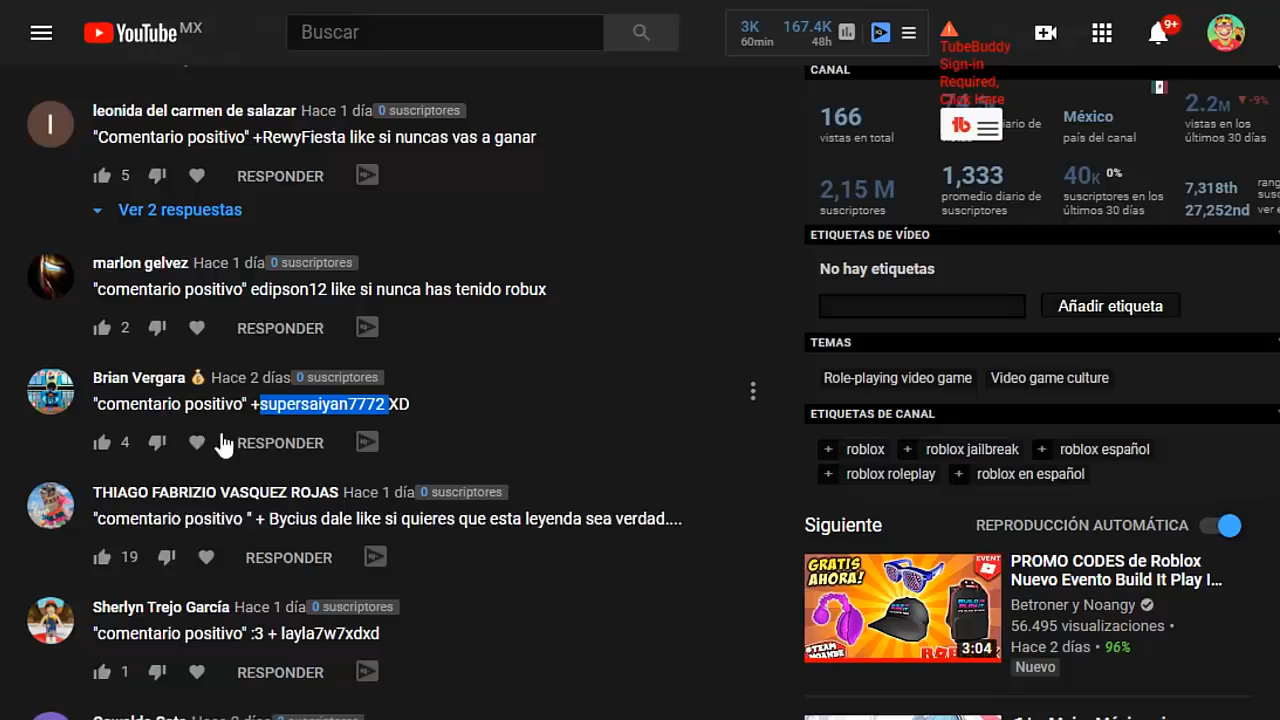 YouTube MX
Buscar
3K
60min
167.4K
48h
TubeBuddy
Sign-in
Required,
Click Here
9+
leonida del carmen de salazar Hace 1 día 0 suscriptores
"Comentario positivo" +RewyFiesta like si nuncas vas a ganar
5 RESPONDER
Ver 2 respuestas
marlon gelvez Hace 1 día 0 suscriptores
"comentario positivo" edipson12 like si nunca has tenido robux
2 RESPONDER
Brian Vergara 💰 Hace 2 días 0 suscriptores
"comentario positivo" +supersaiyan7772 XD
4 RESPONDER
THIAGO FABRIZIO VASQUEZ ROJAS Hace 1 día 0 suscriptores
"comentario positivo " + Bycius dale like si quieres que esta leyenda sea verdad....
19 RESPONDER
Sherlyn Trejo García Hace 1 día 0 suscriptores
"comentario positivo" :3 + layla7w7xdxd
1 RESPONDER
CANAL
166
vistas en total
tb
diario de
México
país del canal
2.2M ▼-9%
vistas en los
últimos 30 días
2,15 M
suscriptores
1,333
promedio diario de
suscriptores
40K 0%
suscriptores en los
últimos 30 días
7,318th
27,252nd
rang
susc
ver e
ETIQUETAS DE VÍDEO
No hay etiquetas
Añadir etiqueta
TEMAS
Role-playing video game Video game culture
ETIQUETAS DE CANAL
+ roblox + roblox jailbreak + roblox español
+ roblox roleplay + roblox en español
Siguiente REPRODUCCIÓN AUTOMÁTICA
GRATIS
AHORA!
EVENT
3:04
PROMO CODES de Roblox
Nuevo Evento Build It Play I...
Betroner y Noangy
56.495 visualizaciones •
Hace 2 días • 96%
Nuevo